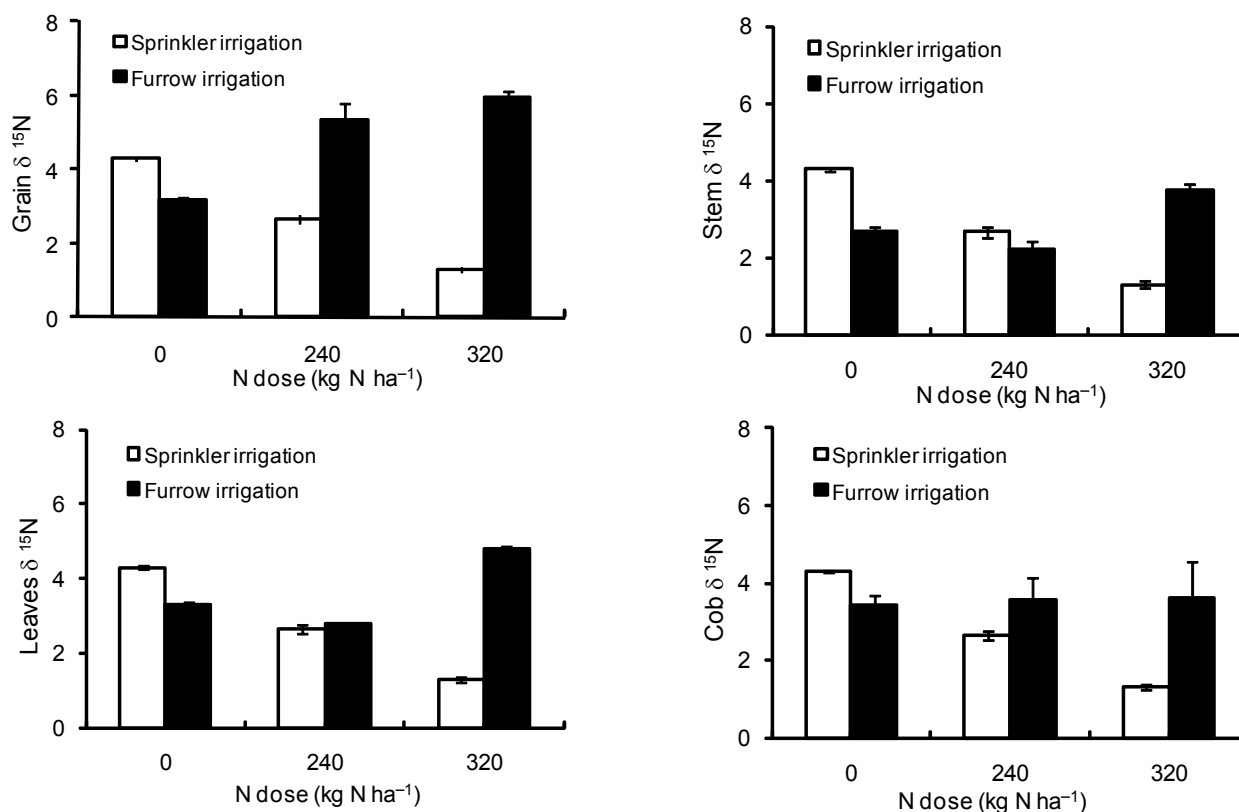 8
6
4
2
0
Grain δ ¹⁵N
Sprinkler irrigation
Furrow irrigation
0 240 320
N dose (kg N ha⁻¹)
8
6
4
2
0
Stem δ ¹⁵N
Sprinkler irrigation
Furrow irrigation
0 240 320
N dose (kg N ha⁻¹)
8
6
4
2
0
Leaves δ ¹⁵N
Sprinkler irrigation
Furrow irrigation
0 240 320
N dose (kg N ha⁻¹)
8
6
4
2
0
Cob δ ¹⁵N
Sprinkler irrigation
Furrow irrigation
0 240 320
N dose (kg N ha⁻¹)